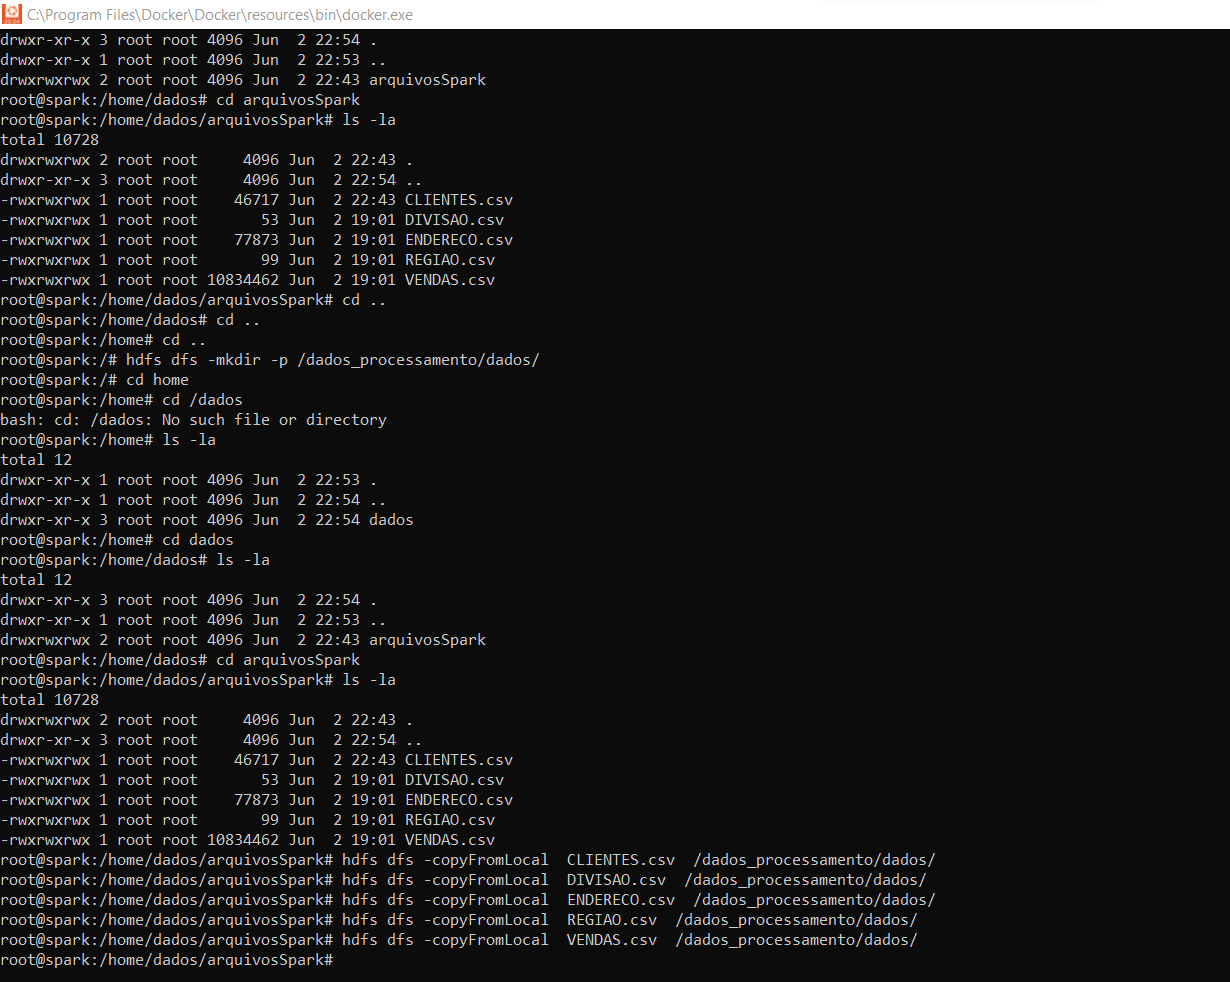 C:\Program Files\Docker\Docker\resources\bin\docker.exe
drwxr-xr-x 3 root root 4096 Jun  2 22:54 .
drwxr-xr-x 1 root root 4096 Jun  2 22:53 ..
drwxrwxrwx 2 root root 4096 Jun  2 22:43 arquivosSpark
root@spark:/home/dados# cd arquivosSpark
root@spark:/home/dados/arquivosSpark# ls -la
total 10728
drwxrwxrwx 2 root root     4096 Jun  2 22:43 .
drwxr-xr-x 3 root root     4096 Jun  2 22:54 ..
-rwxrwxrwx 1 root root    46717 Jun  2 22:43 CLIENTES.csv
-rwxrwxrwx 1 root root       53 Jun  2 19:01 DIVISAO.csv
-rwxrwxrwx 1 root root    77873 Jun  2 19:01 ENDERECO.csv
-rwxrwxrwx 1 root root       99 Jun  2 19:01 REGIAO.csv
-rwxrwxrwx 1 root root 10834462 Jun  2 19:01 VENDAS.csv
root@spark:/home/dados/arquivosSpark# cd ..
root@spark:/home/dados# cd ..
root@spark:/home# cd ..
root@spark:/# hdfs dfs -mkdir -p /dados_processamento/dados/
root@spark:/# cd home
root@spark:/home# cd /dados
bash: cd: /dados: No such file or directory
root@spark:/home# ls -la
total 12
drwxr-xr-x 1 root root 4096 Jun  2 22:53 .
drwxr-xr-x 1 root root 4096 Jun  2 22:54 ..
drwxr-xr-x 3 root root 4096 Jun  2 22:54 dados
root@spark:/home# cd dados
root@spark:/home/dados# ls -la
total 12
drwxr-xr-x 3 root root 4096 Jun  2 22:54 .
drwxr-xr-x 1 root root 4096 Jun  2 22:53 ..
drwxrwxrwx 2 root root 4096 Jun  2 22:43 arquivosSpark
root@spark:/home/dados# cd arquivosSpark
root@spark:/home/dados/arquivosSpark# ls -la
total 10728
drwxrwxrwx 2 root root     4096 Jun  2 22:43 .
drwxr-xr-x 3 root root     4096 Jun  2 22:54 ..
-rwxrwxrwx 1 root root    46717 Jun  2 22:43 CLIENTES.csv
-rwxrwxrwx 1 root root       53 Jun  2 19:01 DIVISAO.csv
-rwxrwxrwx 1 root root    77873 Jun  2 19:01 ENDERECO.csv
-rwxrwxrwx 1 root root       99 Jun  2 19:01 REGIAO.csv
-rwxrwxrwx 1 root root 10834462 Jun  2 19:01 VENDAS.csv
root@spark:/home/dados/arquivosSpark# hdfs dfs -copyFromLocal  CLIENTES.csv  /dados_processamento/dados/
root@spark:/home/dados/arquivosSpark# hdfs dfs -copyFromLocal  DIVISAO.csv  /dados_processamento/dados/
root@spark:/home/dados/arquivosSpark# hdfs dfs -copyFromLocal  ENDERECO.csv  /dados_processamento/dados/
root@spark:/home/dados/arquivosSpark# hdfs dfs -copyFromLocal  REGIAO.csv  /dados_processamento/dados/
root@spark:/home/dados/arquivosSpark# hdfs dfs -copyFromLocal  VENDAS.csv  /dados_processamento/dados/
root@spark:/home/dados/arquivosSpark#